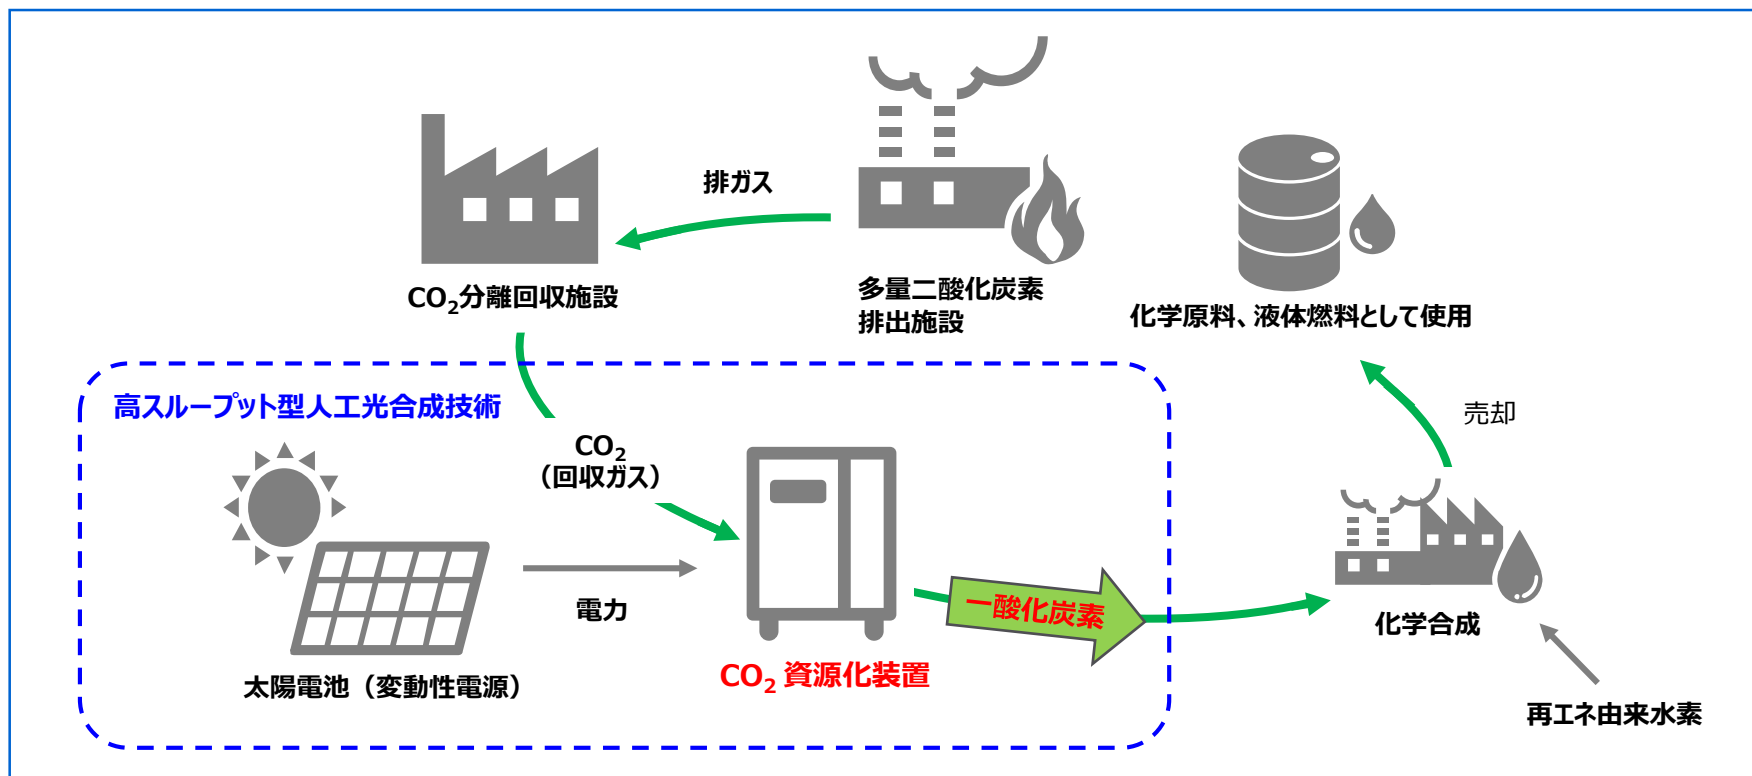 排ガス
CO₂分離回収施設
多量二酸化炭素
排出施設
化学原料、液体燃料として使用
高スループット型人工光合成技術
売却
CO₂
（回収ガス）
電力
一酸化炭素
化学合成
CO₂ 資源化装置
太陽電池（変動性電源）
再エネ由来水素